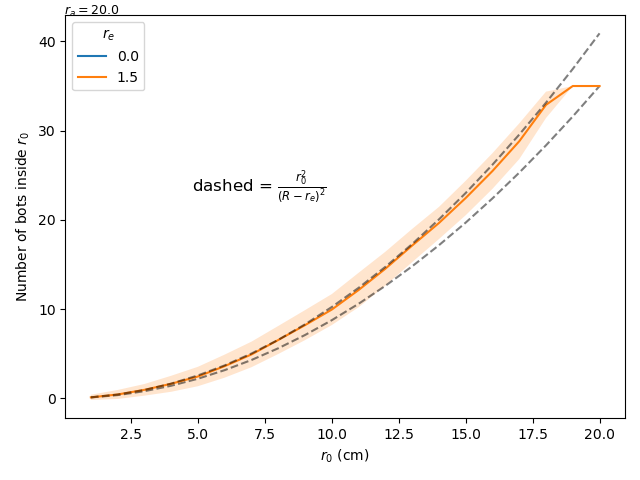 r_a = 20.0
r_e
0.0
1.5
dashed = \frac{r_0^2}{(R − r_e)^2}
Number of bots inside r_0
40
30
20
10
0
2.5 5.0 7.5 10.0 12.5 15.0 17.5 20.0
r_0 (cm)